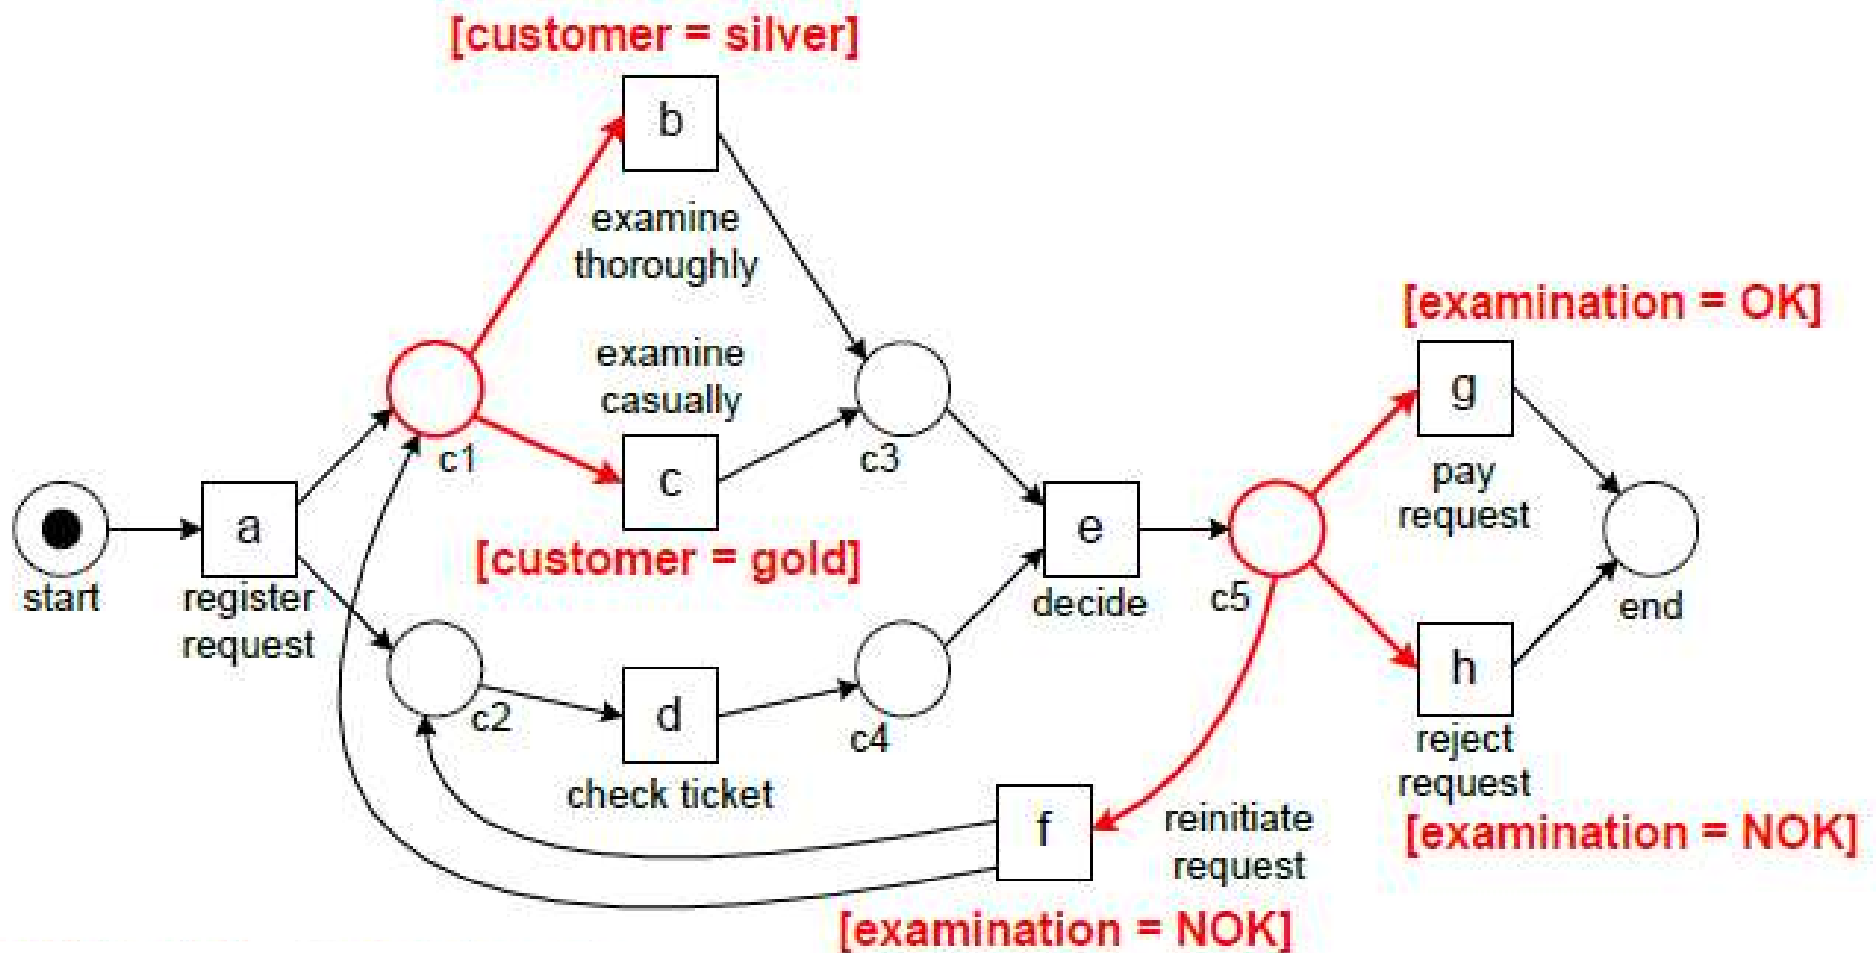 [customer = silver]
b
examine
thoroughly
[examination = OK]
examine
casually
g
c1
c
c3
pay
request
a
e
[customer = gold]
start
register
request
decide
c5
end
c2
d
c4
h
reject
request
check ticket
f
reinitiate
request
[examination = NOK]
[examination = NOK]